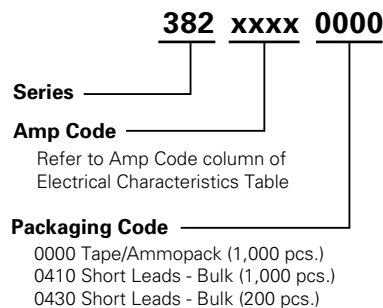 382 xxxx 0000
Series
Amp Code
Refer to Amp Code column of
Electrical Characteristics Table
Packaging Code
0000 Tape/Ammopack (1,000 pcs.)
0410 Short Leads - Bulk (1,000 pcs.)
0430 Short Leads - Bulk (200 pcs.)